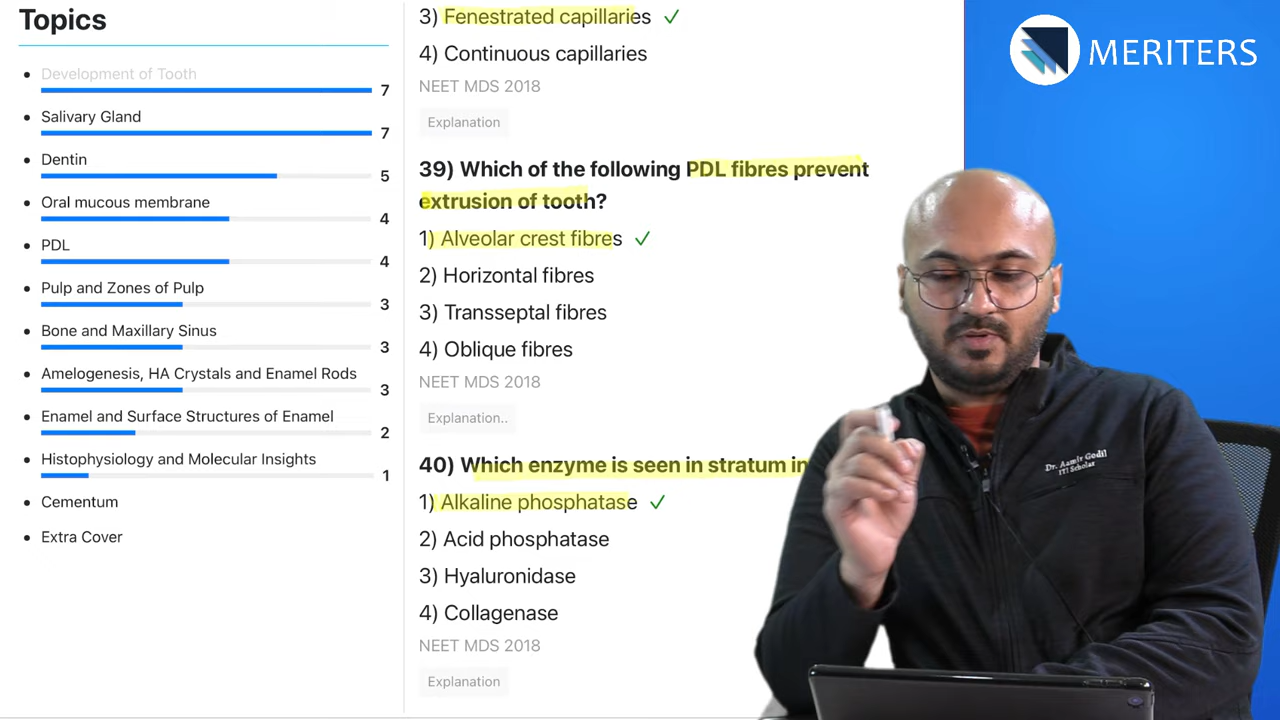 Topics
Development of Tooth
7
Salivary Gland
7
Dentin
5
Oral mucous membrane
4
PDL
4
Pulp and Zones of Pulp
3
Bone and Maxillary Sinus
3
Amelogenesis, HA Crystals and Enamel Rods
3
Enamel and Surface Structures of Enamel
2
Histophysiology and Molecular Insights
1
Cementum
Extra Cover
3) Fenestrated capillaries ✓
4) Continuous capillaries
NEET MDS 2018
Explanation
39) Which of the following PDL fibres prevent
extrusion of tooth?
1) Alveolar crest fibres ✓
2) Horizontal fibres
3) Transseptal fibres
4) Oblique fibres
NEET MDS 2018
Explanation..
40) Which enzyme is seen in stratum in
1) Alkaline phosphatase ✓
2) Acid phosphatase
3) Hyaluronidase
4) Collagenase
NEET MDS 2018
Explanation
MERITERS
Dr. Aamir Godil
ITI Scholar